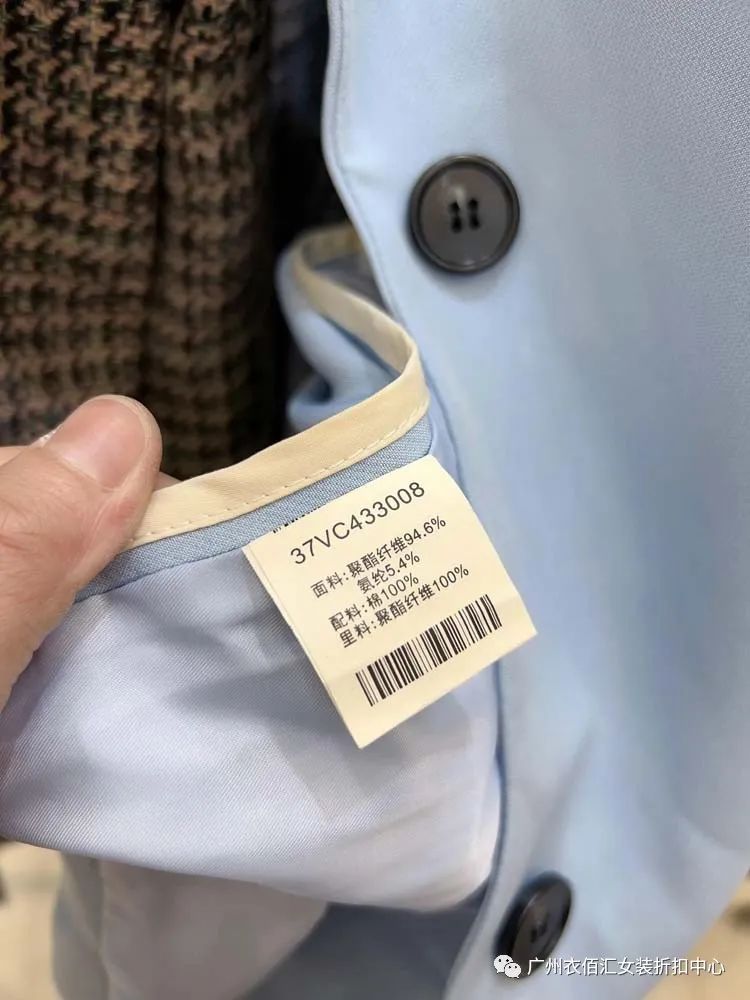 37VC433008
面料:聚酯纤维94.6%
氨纶5.4%
配料:棉100%
里料:聚酯纤维100%
广州衣佰汇女装折扣中心